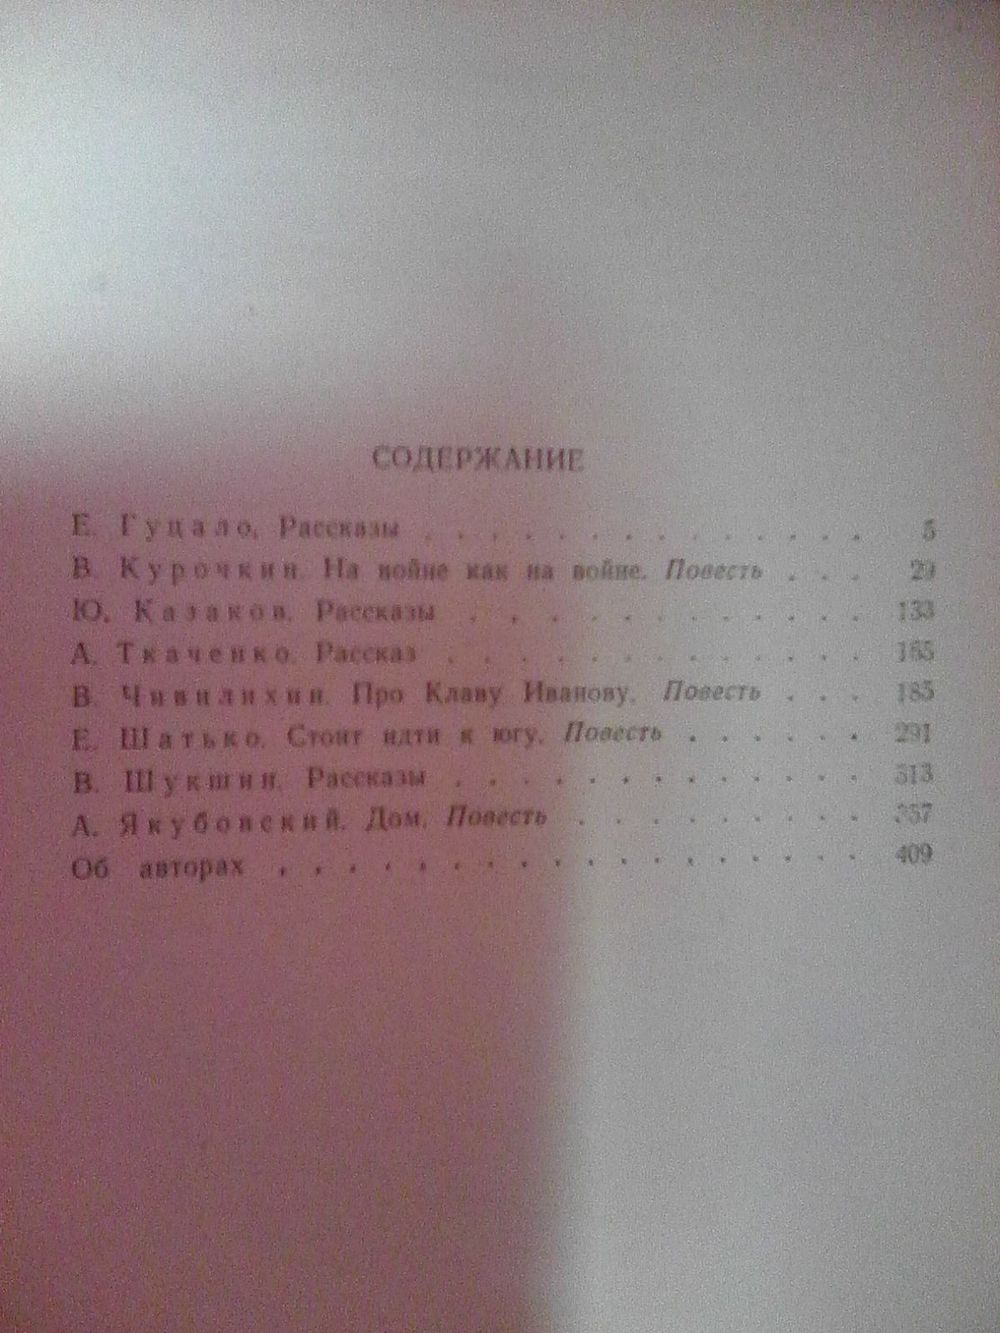 СОДЕРЖАНИЕ
Е. Гуцало. Рассказы . . . . . . . . . . . . . . 5
В. Курочкин. На войне как на войне. Повесть . . . 29
Ю. Казаков. Рассказы . . . . . . . . . . . . 133
А. Ткаченко. Рассказ . . . . . . . . . . . . 165
В. Чивилихин. Про Клаву Иванову. Повесть . . . 185
Е. Шатько. Стоит идти к югу. Повесть . . . . . . 291
В. Шукшин. Рассказы . . . . . . . . . . . . . 313
А. Якубовский. Дом. Повесть . . . . . . . . . 357
Об авторах . . . . . . . . . . . . . . . . . 409